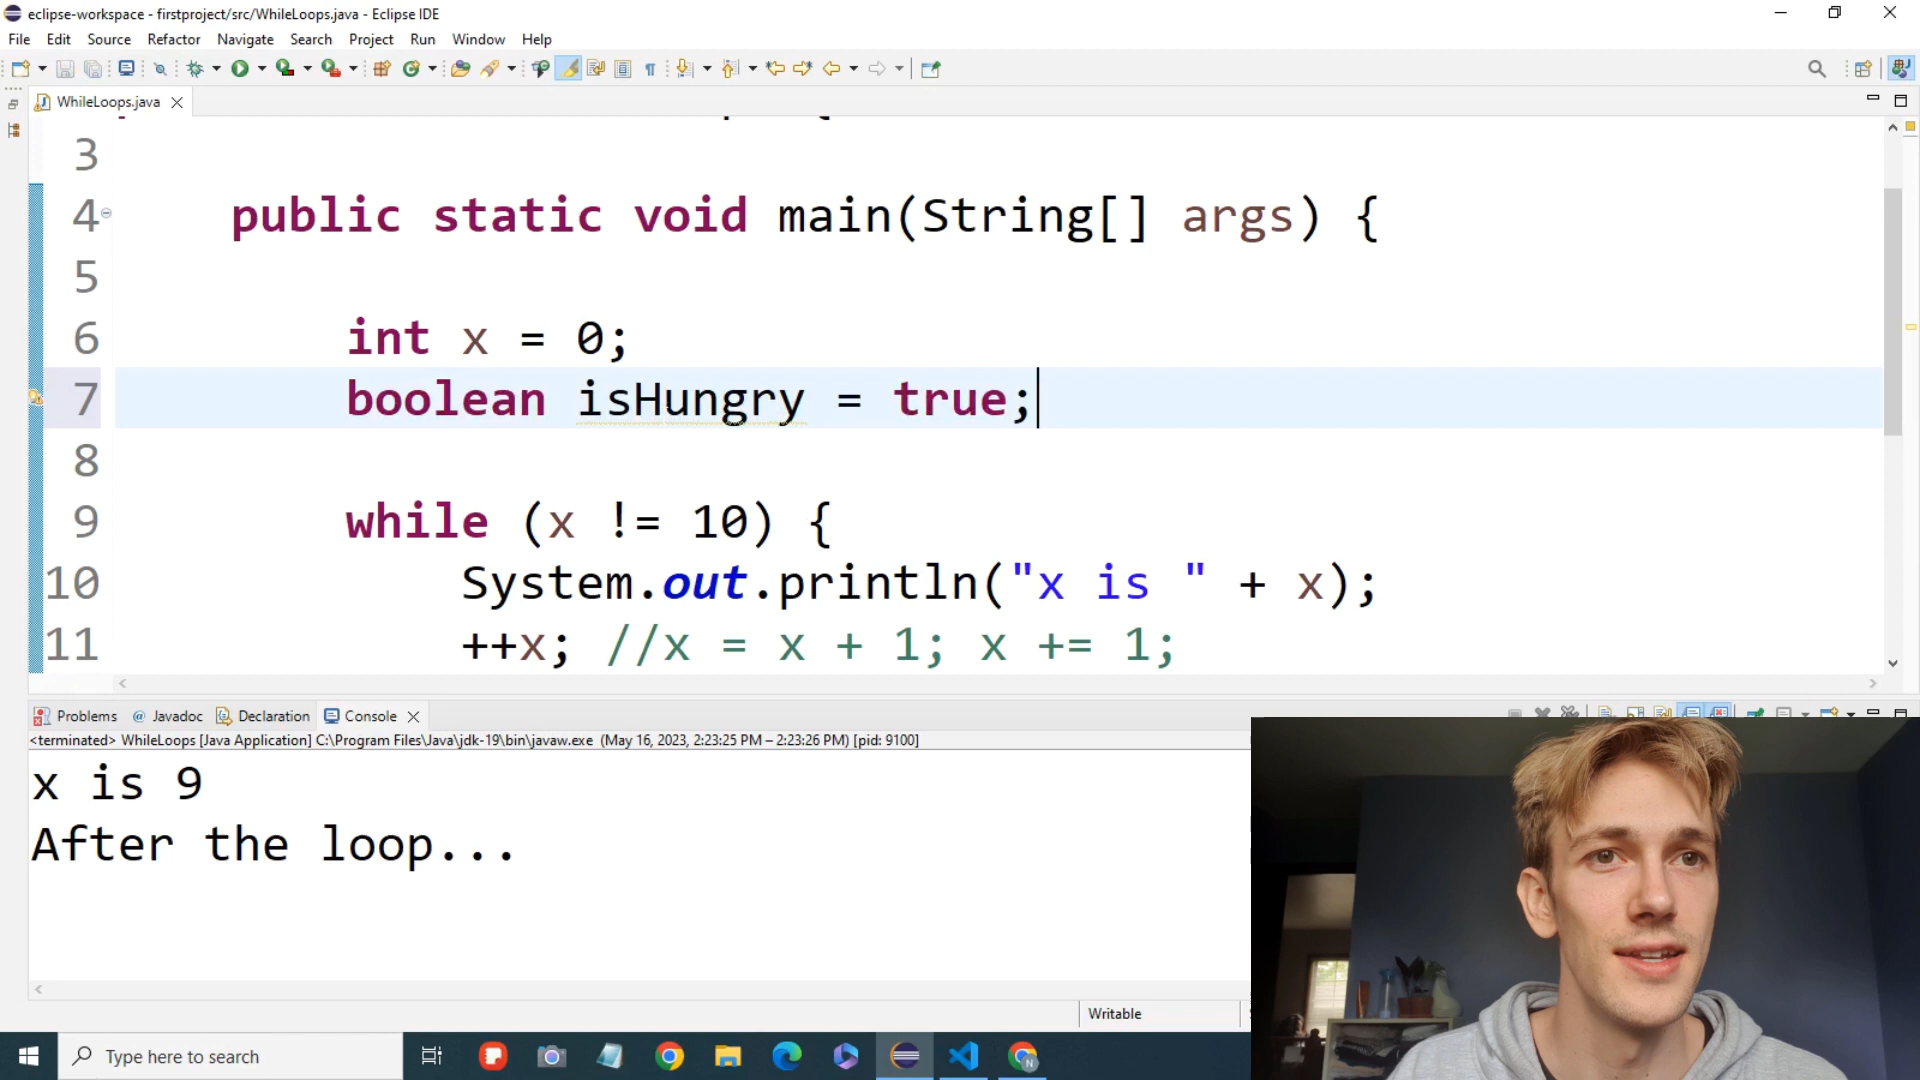 eclipse-workspace - firstproject/src/WhileLoops.java - Eclipse IDE
File Edit Source Refactor Navigate Search Project Run Window Help
WhileLoops.java
3
4 public static void main(String[] args) {
5
6 int x = 0;
7 boolean isHungry = true;
8
9 while (x != 10) {
10 System.out.println("x is " + x);
11 ++x; //x = x + 1; x += 1;
Problems @ Javadoc Declaration Console
<terminated> WhileLoops [Java Application] C:\Program Files\Java\jdk-19\bin\javaw.exe (May 16, 2023, 2:23:25 PM – 2:23:26 PM) [pid: 9100]
x is 9
After the loop...
Writable
Type here to search